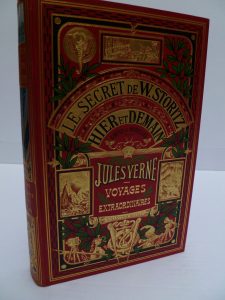 LE SECRET DE W. STORITZ
HIER ET DEMAIN
JULES VERNE
VOYAGES
EXTRAORDINAIRES